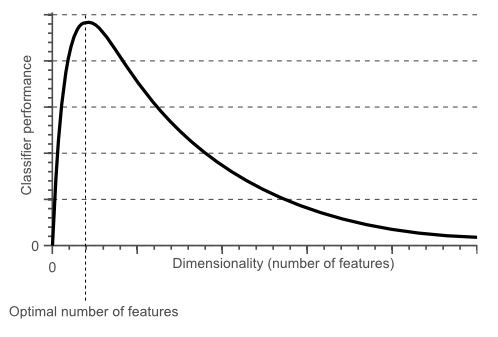 Classifier performance
0
0
Dimensionality (number of features)
Optimal number of features